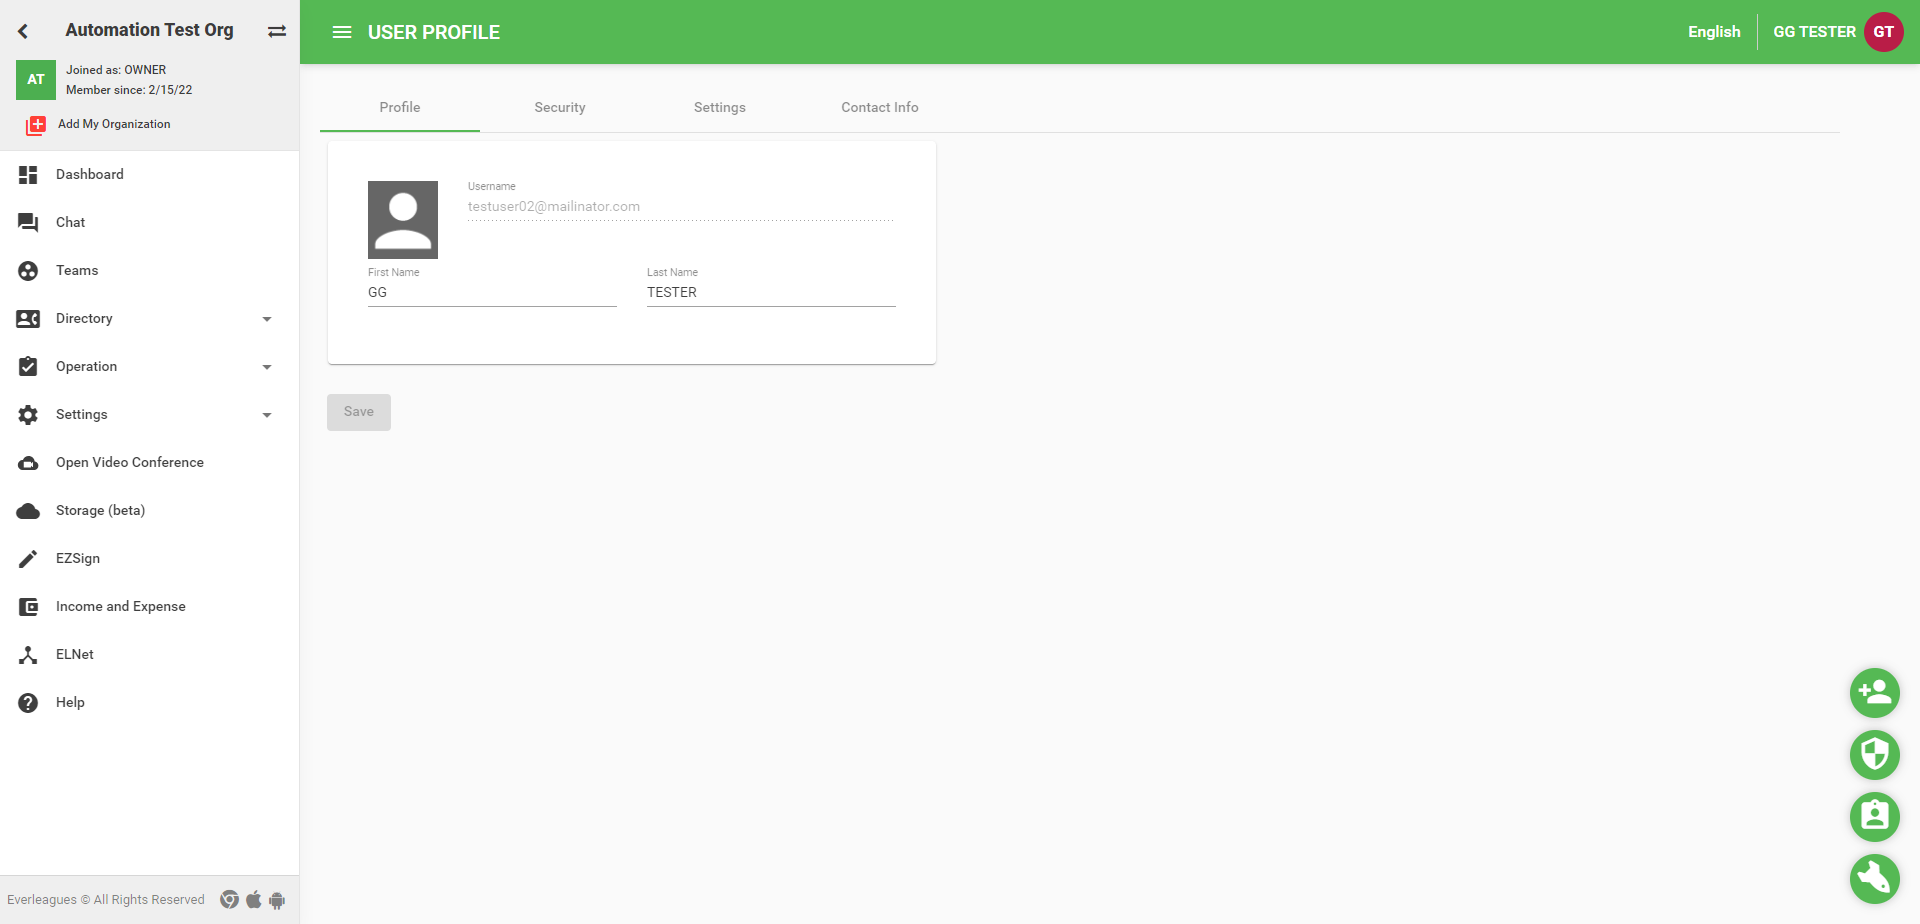 Automation Test Org
AT
Joined as: OWNER
Member since: 2/15/22
Add My Organization
Dashboard
Chat
Teams
Directory
Operation
Settings
Open Video Conference
Storage (beta)
EZSign
Income and Expense
ELNet
Help
Everleagues © All Rights Reserved
USER PROFILE
English
GG TESTER
GT
Profile
Security
Settings
Contact Info
Username
testuser02@mailinator.com
First Name
Last Name
GG
TESTER
Save